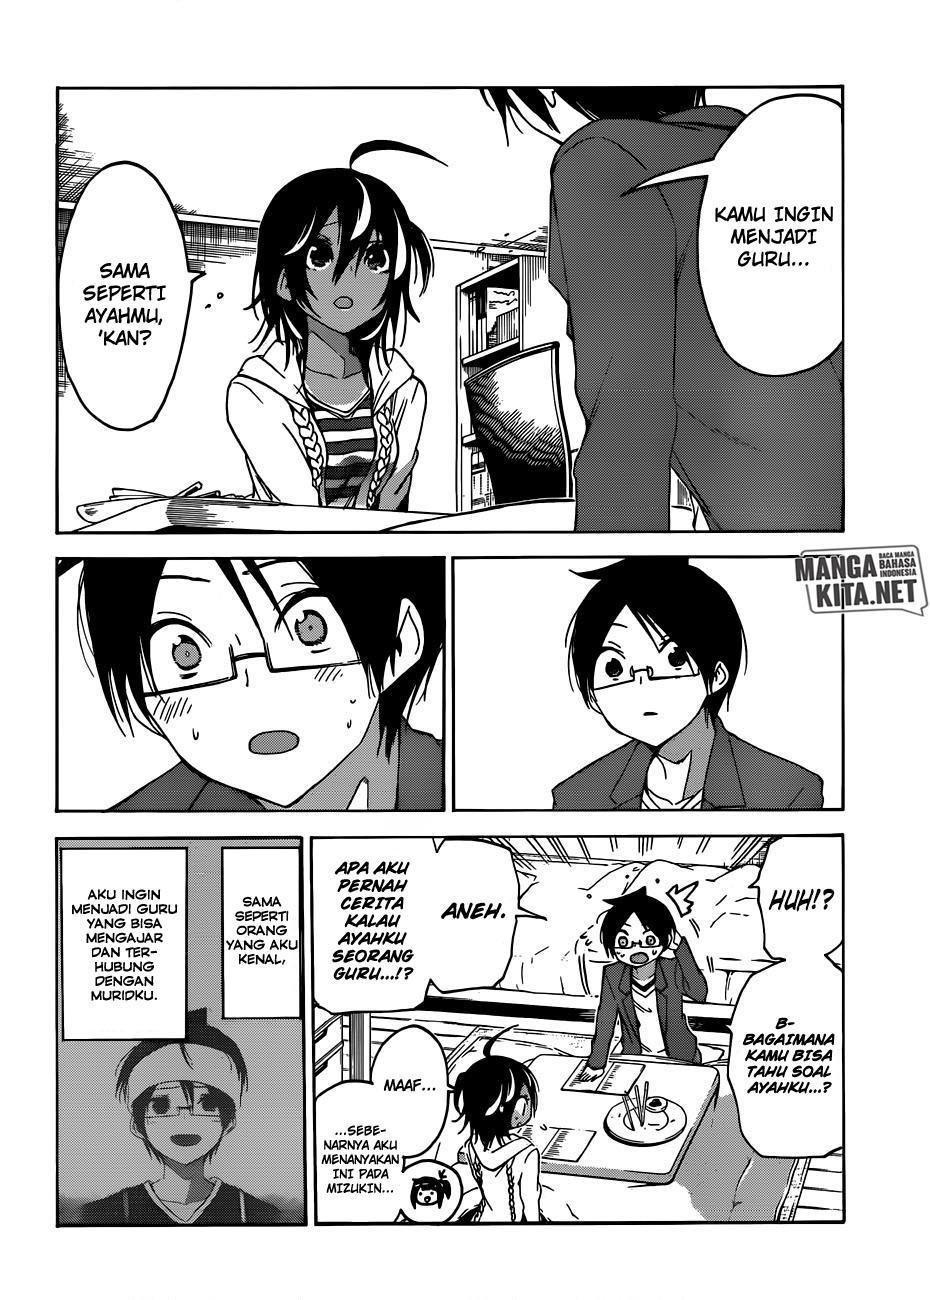 KAMU INGIN
MENJADI
GURU...
SAMA
SEPERTI
AYAHMU,
'KAN?
MANGA
KITA.NET
BACA MANGA
BAHASA
INDONESIA
HUH!?
B-
BAGAIMANA
KAMU BISA
TAHU SOAL
AYAHKU...?
ANEH.
APA AKU
PERNAH
CERITA
KALAU
AYAHKU
SEORANG
GURU...!?
MAAF...
...SEBE-
NARNYA AKU
MENANYAKAN
INI PADA
MIZUKIN...
SAMA
SEPERTI
ORANG
YANG AKU
KENAL,
AKU INGIN
MENJADI GURU
YANG BISA
MENGAJAR
DAN TER-
HUBUNG
DENGAN
MURIDKU.